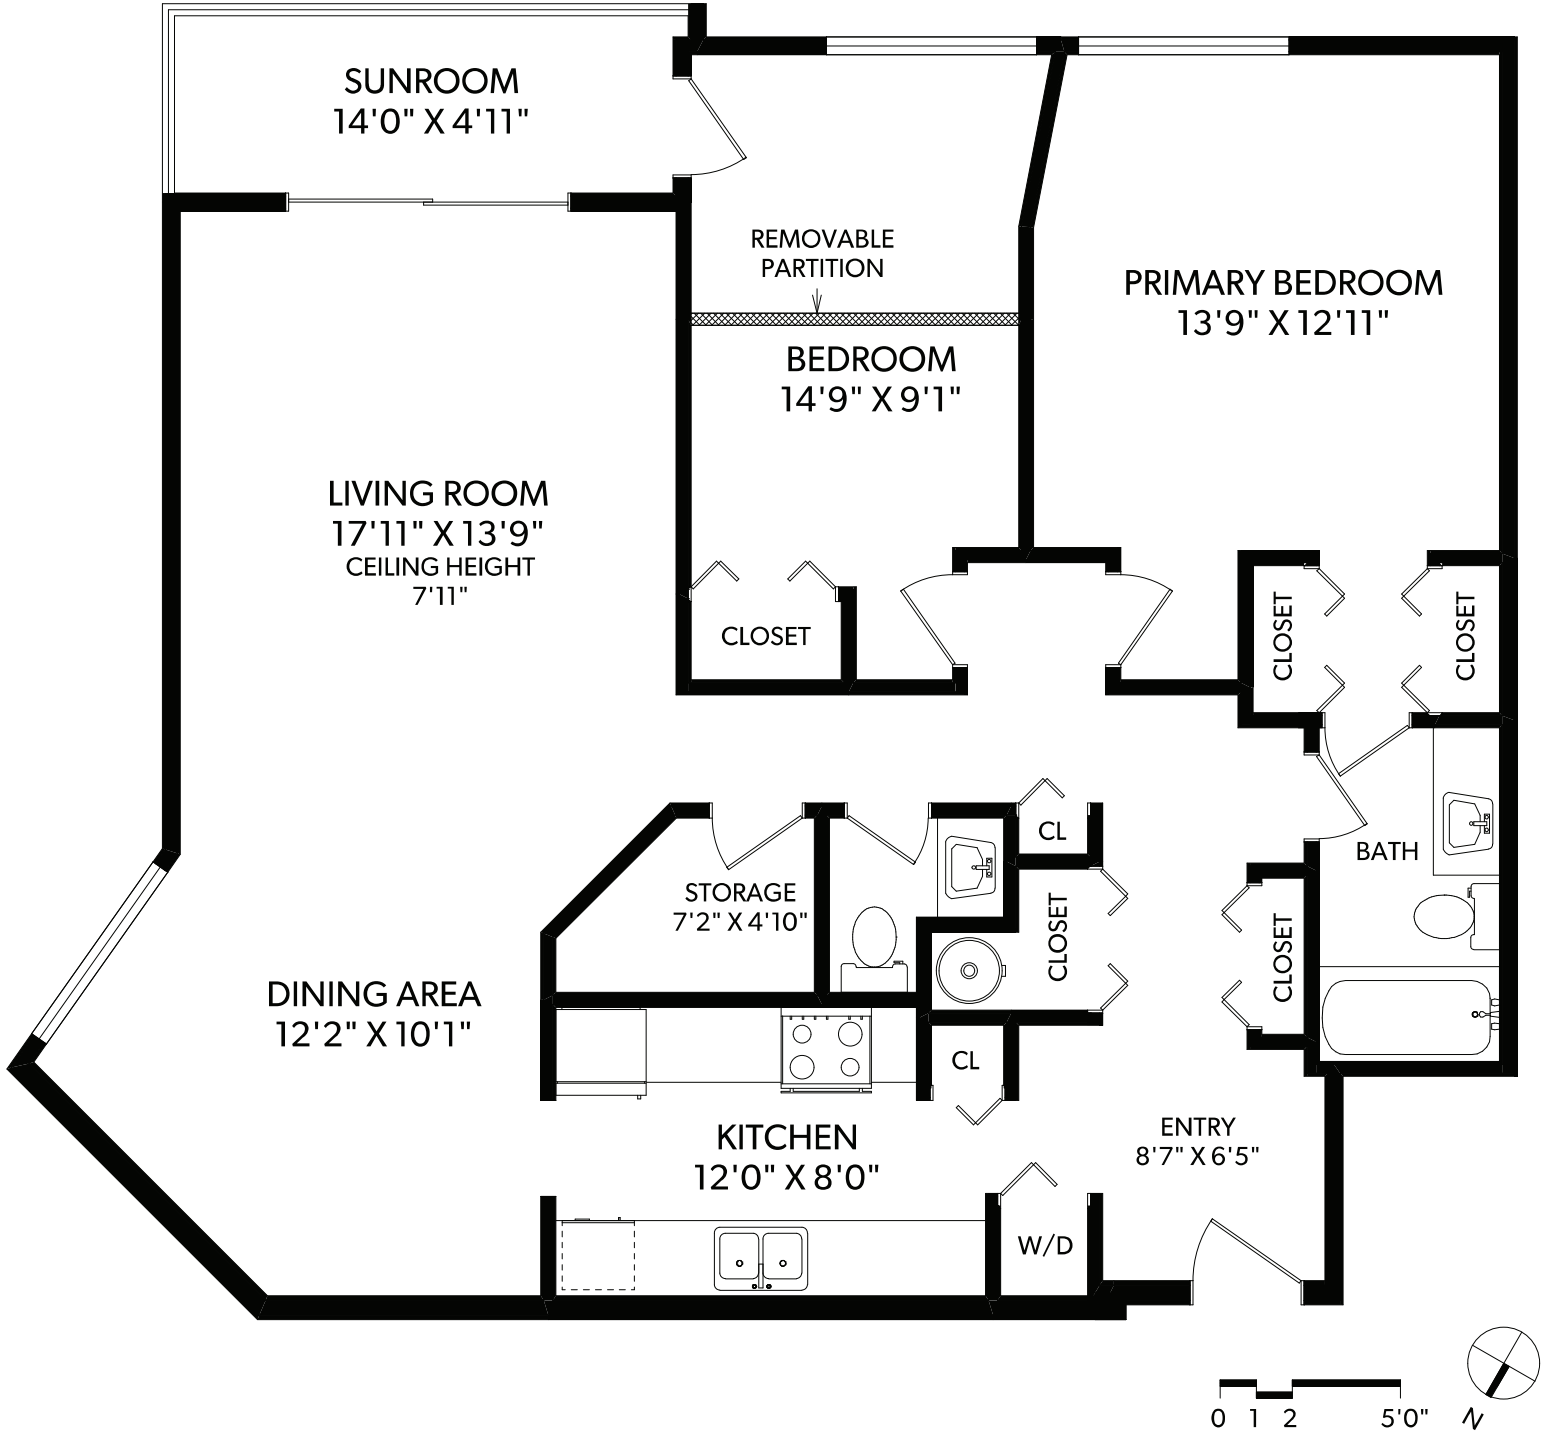 SUNROOM
14'0" X 4'11"
REMOVABLE
PARTITION
PRIMARY BEDROOM
13'9" X 12'11"
BEDROOM
14'9" X 9'1"
LIVING ROOM
17'11" X 13'9"
CEILING HEIGHT
7'11"
CLOSET
CLOSET
CLOSET
CL
BATH
STORAGE
7'2" X 4'10"
CLOSET
CLOSET
DINING AREA
12'2" X 10'1"
CL
KITCHEN
12'0" X 8'0"
ENTRY
8'7" X 6'5"
W/D
0 1 2 5'0"
N